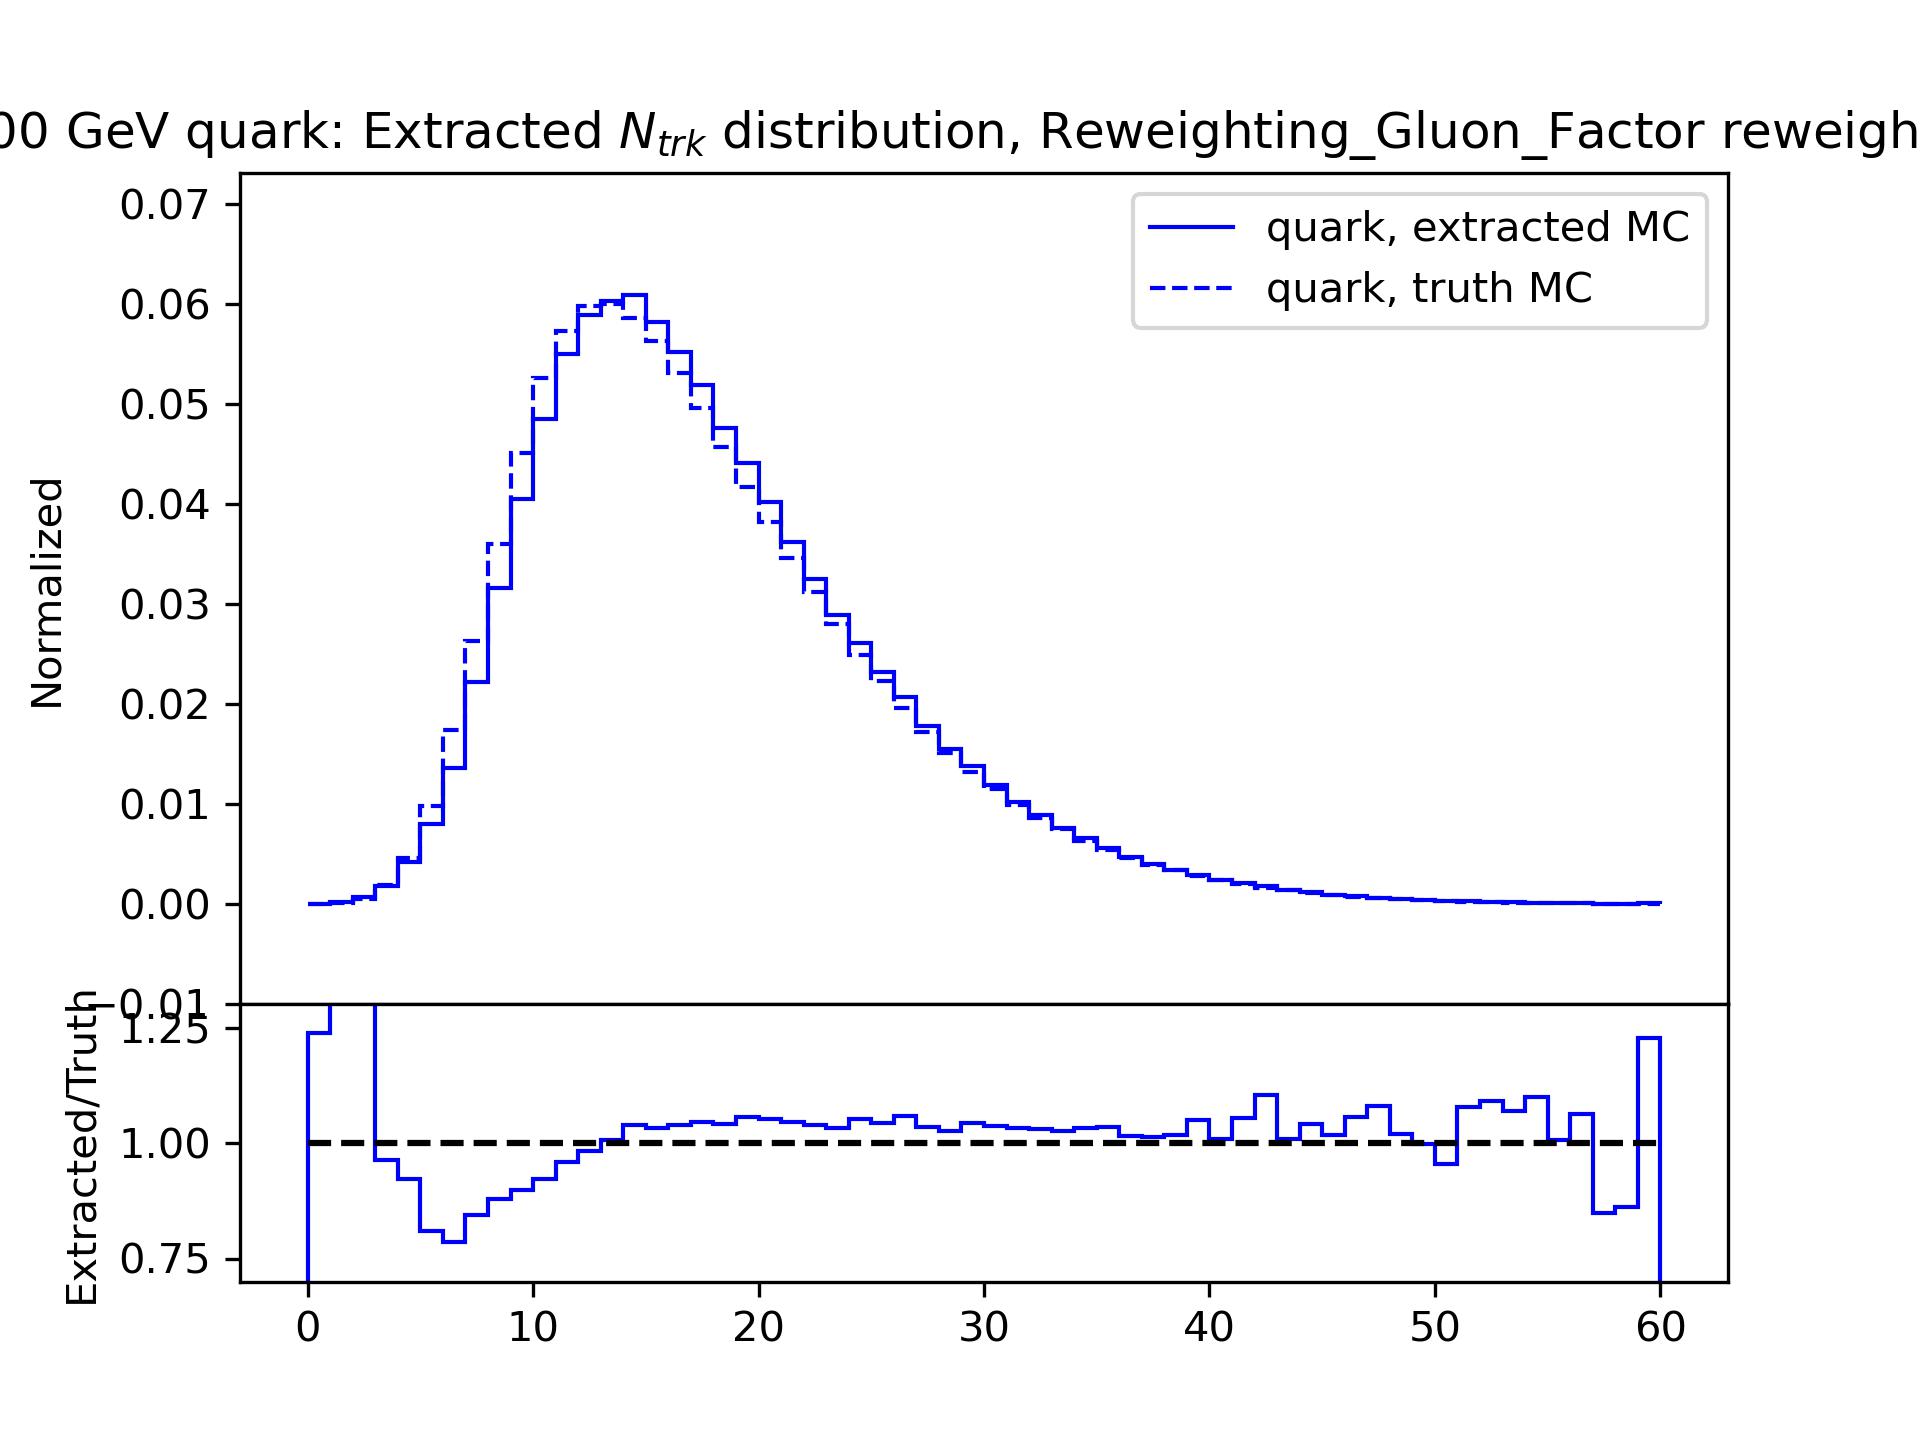 00 GeV quark: Extracted N_trk distribution, Reweighting_Gluon_Factor reweigh
quark, extracted MC
quark, truth MC
Normalized
0.07
0.06
0.05
0.04
0.03
0.02
0.01
0.00
−0.01
Extracted/Truth
1.25
1.00
0.75
0 10 20 30 40 50 60